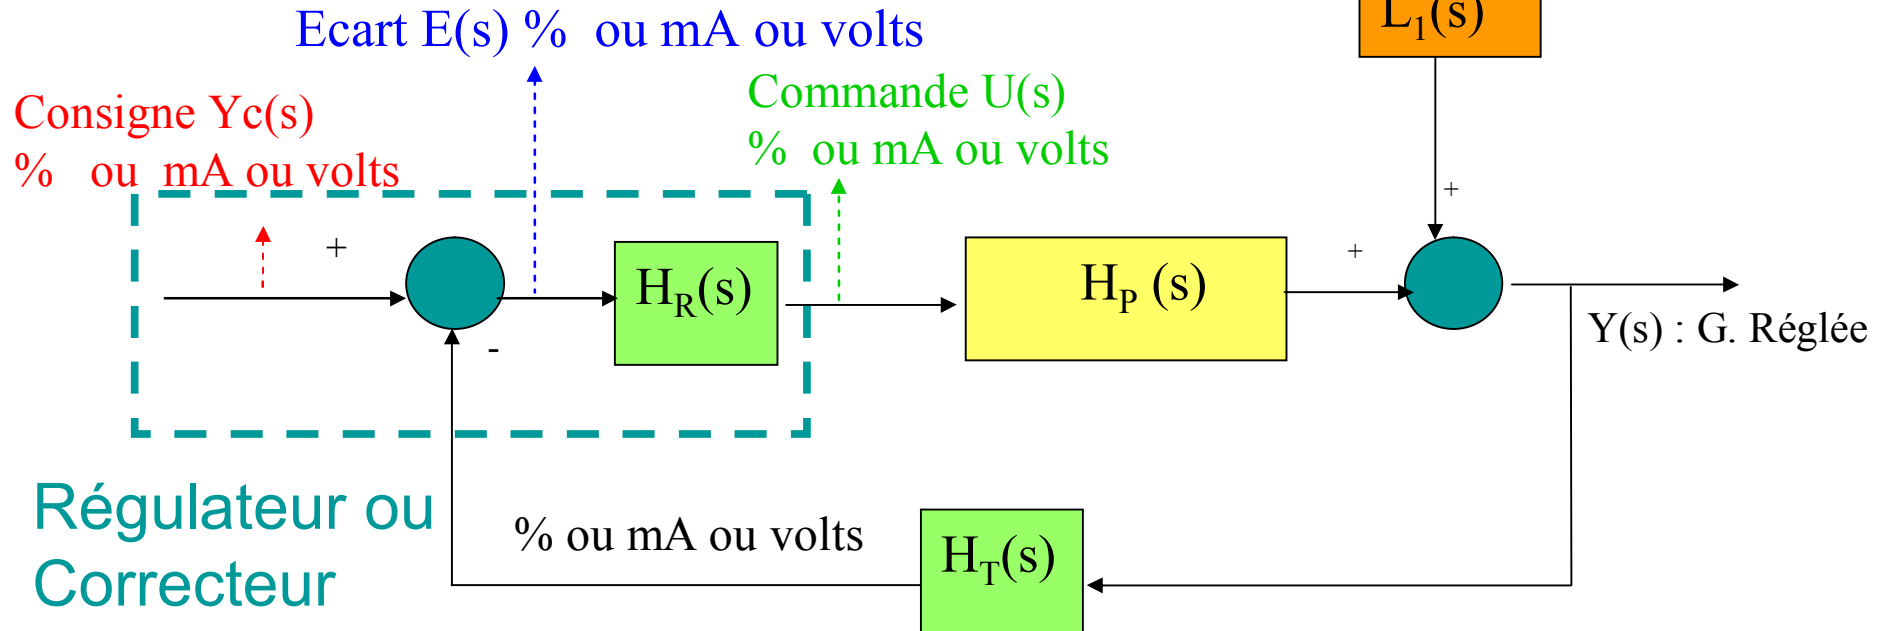 Ecart E(s) % ou mA ou volts
L1(s)
Consigne Yc(s)
% ou mA ou volts
Commande U(s)
% ou mA ou volts
+
+
+
HR(s)
HP (s)
-
Y(s) : G. Réglée
Régulateur ou
Correcteur
% ou mA ou volts
HT(s)